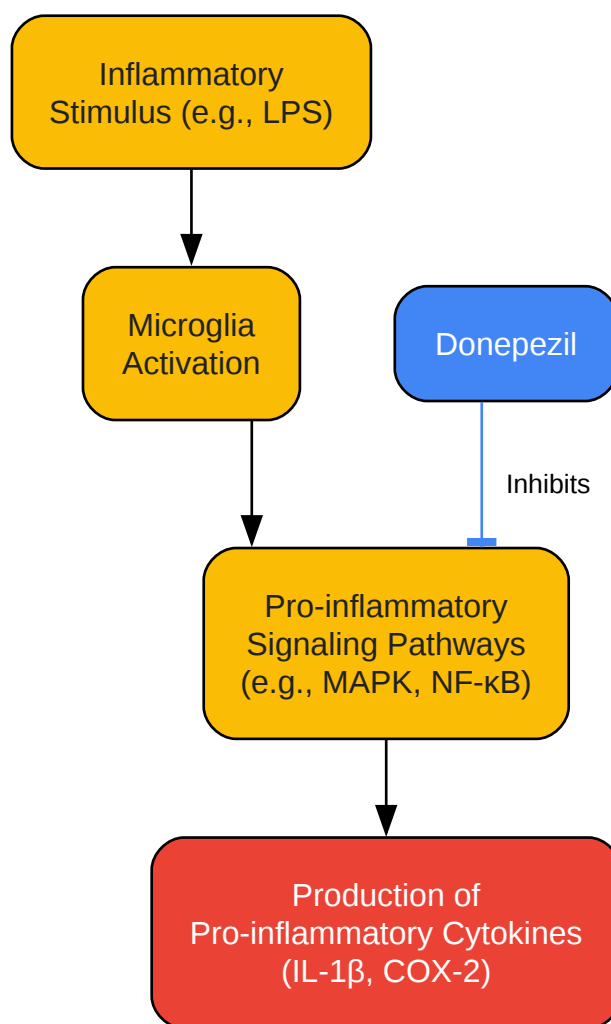 Inflammatory
Stimulus (e.g., LPS)
Microglia
Activation
Donepezil
Inhibits
Pro-inflammatory
Signaling Pathways
(e.g., MAPK, NF-κB)
Production of
Pro-inflammatory Cytokines
(IL-1β, COX-2)